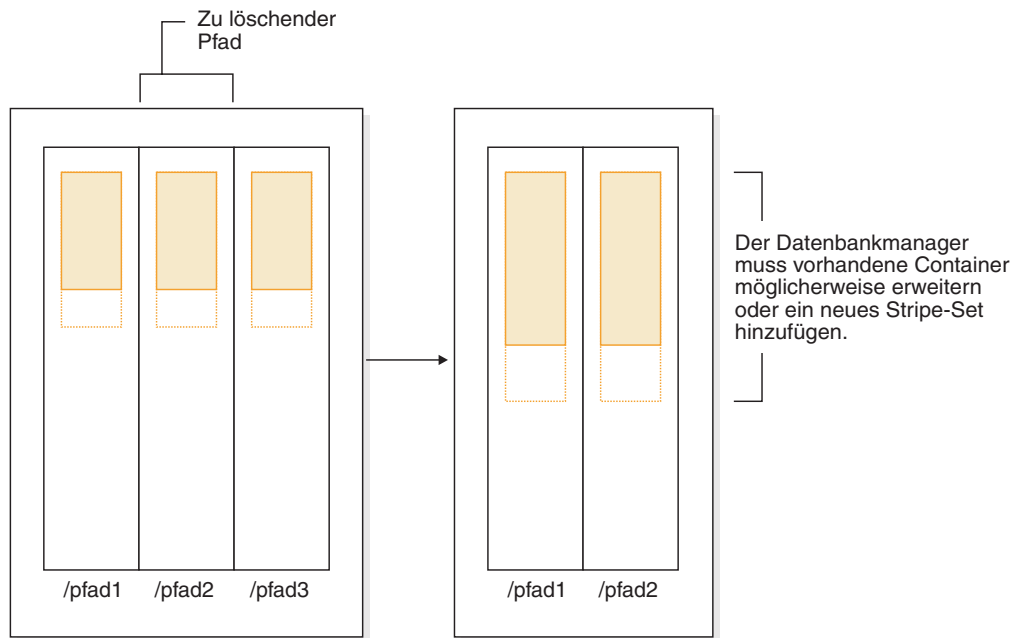 Zu löschender
Pfad
Der Datenbankmanager
muss vorhandene Container
möglicherweise erweitern
oder ein neues Stripe-Set
hinzufügen.
/pfad1 /pfad2 /pfad3
/pfad1 /pfad2